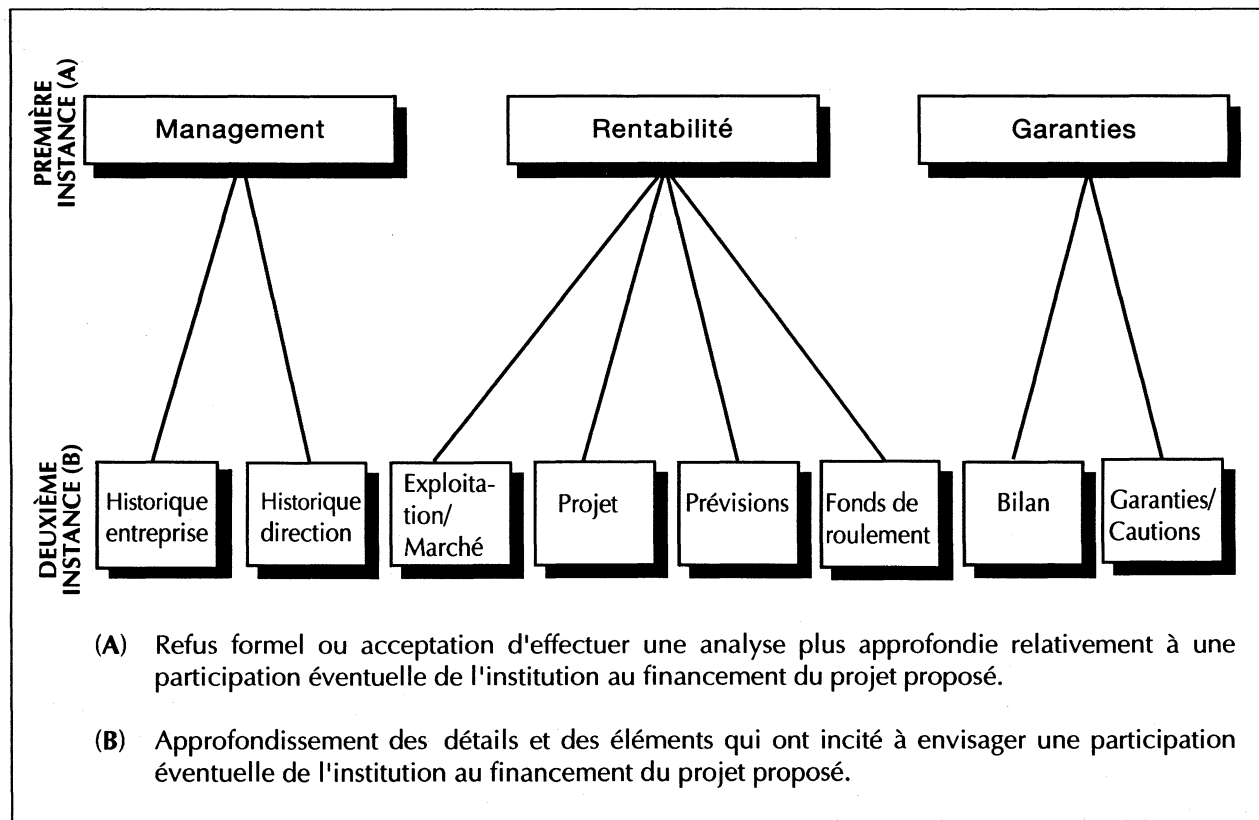 PREMIÈRE
INSTANCE (A)
Management
Rentabilité
Garanties
DEUXIÈME
INSTANCE (B)
Historique
entreprise
Historique
direction
Exploita-
tion/
Marché
Projet
Prévisions
Fonds de
roulement
Bilan
Garanties/
Cautions
(A) Refus formel ou acceptation d'effectuer une analyse plus approfondie relativement à une
participation éventuelle de l'institution au financement du projet proposé.
(B) Approfondissement des détails et des éléments qui ont incité à envisager une participation
éventuelle de l'institution au financement du projet proposé.